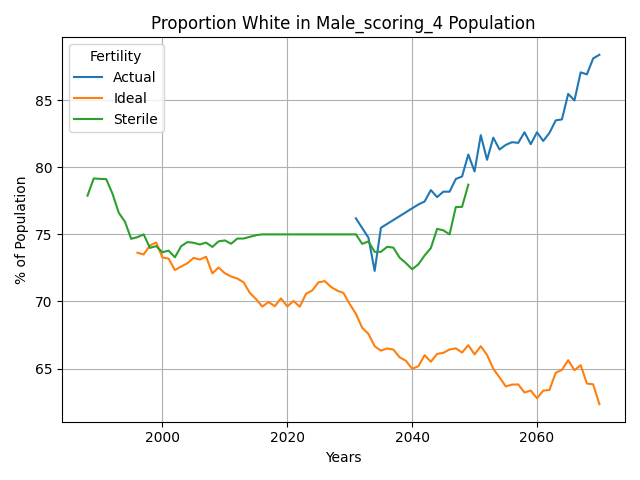 Proportion White in Male_scoring_4 Population
Fertility
Actual
Ideal
Sterile
% of Population
85
80
75
70
65
2000
2020
2040
2060
Years